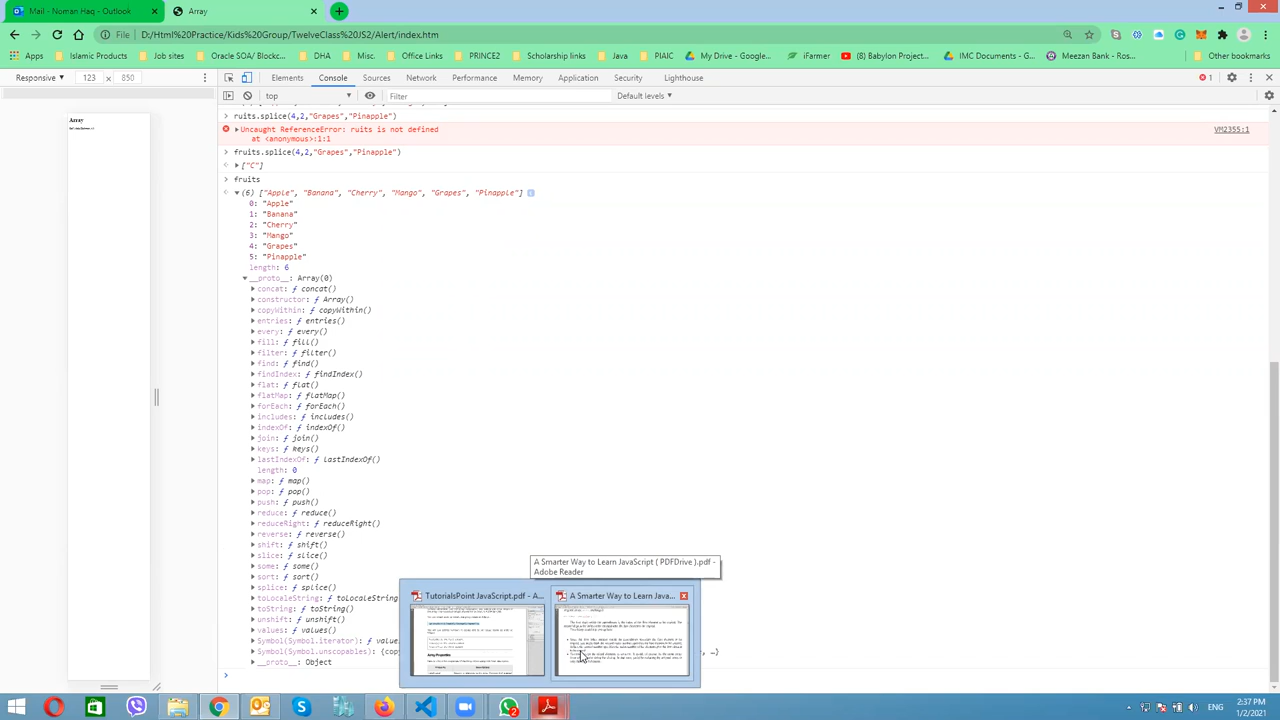 Mail - Noman Haq - Outlook
Array
File
D:/Html%20Practice/Kids%20Group/TwelveClass%20JS2/Alert/index.htm
Apps
Islamic Products
Job sites
Oracle SOA/ Blockc...
DHA
Misc.
Office Links
PRINCE2
Scholarship links
Java
PIAIC
My Drive - Google...
iFarmer
(2) Babylon Projec...
IMC Documents - G...
Meezan Bank - Ros...
Other bookmarks
Responsive
123 × 850
Elements
Console
Sources
Network
Performance
Memory
Application
Security
Lighthouse
1
top
Filter
Default levels
Array
ruits.splice(4,2,"Grapes","Pinapple")
Uncaught ReferenceError: ruits is not defined
VM2355:1
at <anonymous>:1:1
fruits.splice(4,2,"Grapes","Pinapple")
["C"]
fruits
(6) ["Apple", "Banana", "Cherry", "Mango", "Grapes", "Pinapple"]
0: "Apple"
1: "Banana"
2: "Cherry"
3: "Mango"
4: "Grapes"
5: "Pinapple"
length: 6
__proto__: Array(0)
concat: ƒ concat()
constructor: ƒ Array()
copyWithin: ƒ copyWithin()
entries: ƒ entries()
every: ƒ every()
fill: ƒ fill()
filter: ƒ filter()
find: ƒ find()
findIndex: ƒ findIndex()
flat: ƒ flat()
flatMap: ƒ flatMap()
forEach: ƒ forEach()
includes: ƒ includes()
indexOf: ƒ indexOf()
join: ƒ join()
keys: ƒ keys()
lastIndexOf: ƒ lastIndexOf()
length: 0
map: ƒ map()
pop: ƒ pop()
push: ƒ push()
reduce: ƒ reduce()
reduceRight: ƒ reduceRight()
reverse: ƒ reverse()
shift: ƒ shift()
slice: ƒ slice()
some: ƒ some()
sort: ƒ sort()
splice: ƒ splice()
toLocaleString: ƒ toLocaleString
toString: ƒ toString()
unshift: ƒ unshift()
values: ƒ values()
Symbol(Symbol.iterator): ƒ value
Symbol(Symbol.unscopables): {cop
, …}
__proto__: Object
A Smarter Way to Learn JavaScript ( PDFDrive ).pdf -
Adobe Reader
TutorialsPoint JavaScript.pdf - A...
A Smarter Way to Learn Java...
Array Properties
2
ENG
2:37 PM
1/2/2021